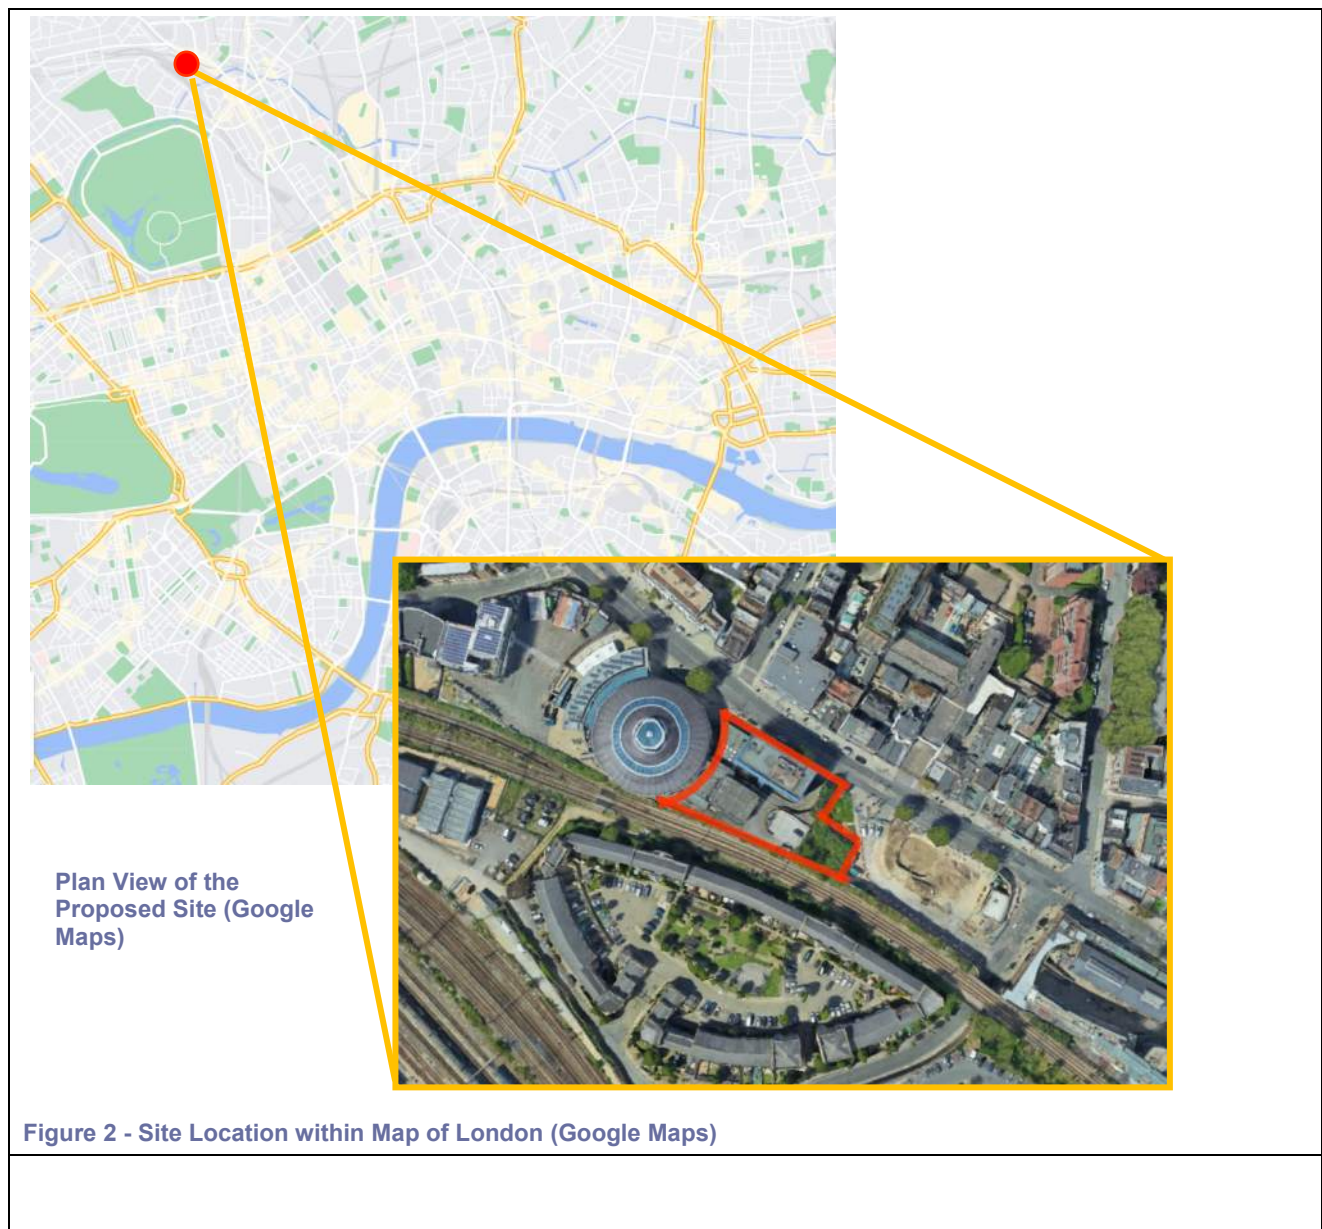 Plan View of the
Proposed Site (Google
Maps)
Figure 2 - Site Location within Map of London (Google Maps)